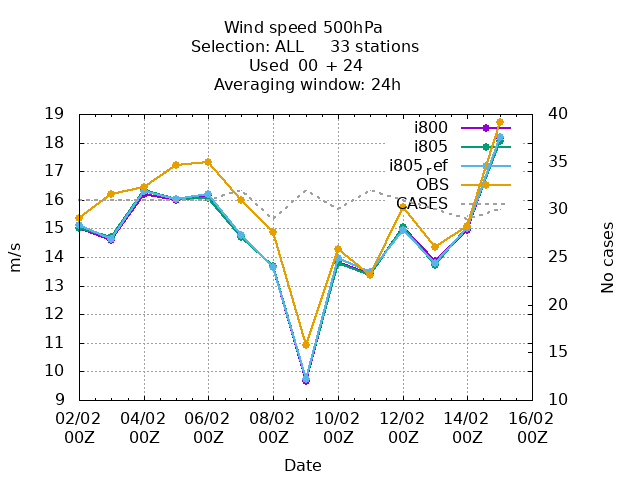 Wind speed 500hPa
Selection: ALL 33 stations
Used 00 + 24
Averaging window: 24h
19 40
18
17 35
16
15 30
14 25
13
12 20
11
10 15
9 10
i800
i805
i805ref
OBS
CASES
m/s
No cases
02/02 04/02 06/02 08/02 10/02 12/02 14/02 16/02
00Z 00Z 00Z 00Z 00Z 00Z 00Z 00Z
Date